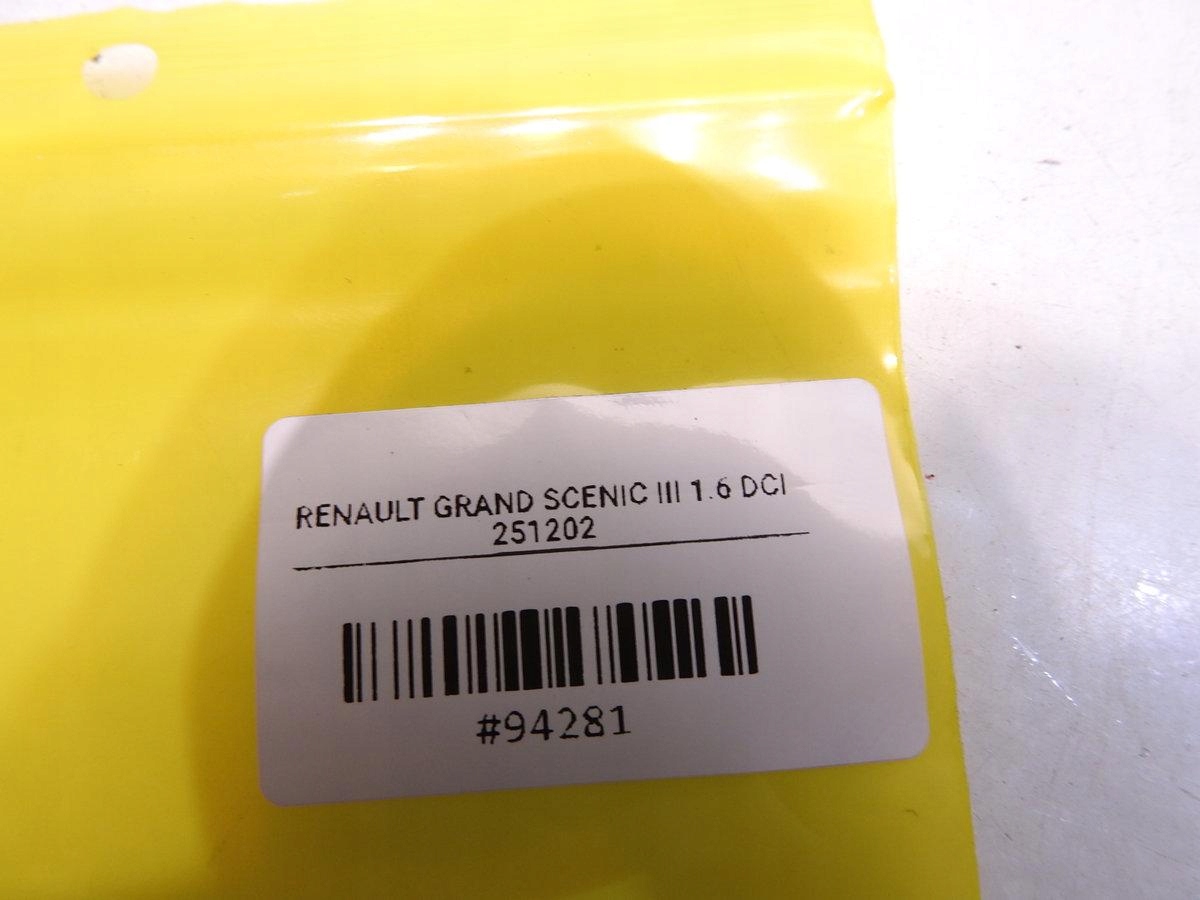 RENAULT GRAND SCENIC III 1.6 DCI
251202
#94281